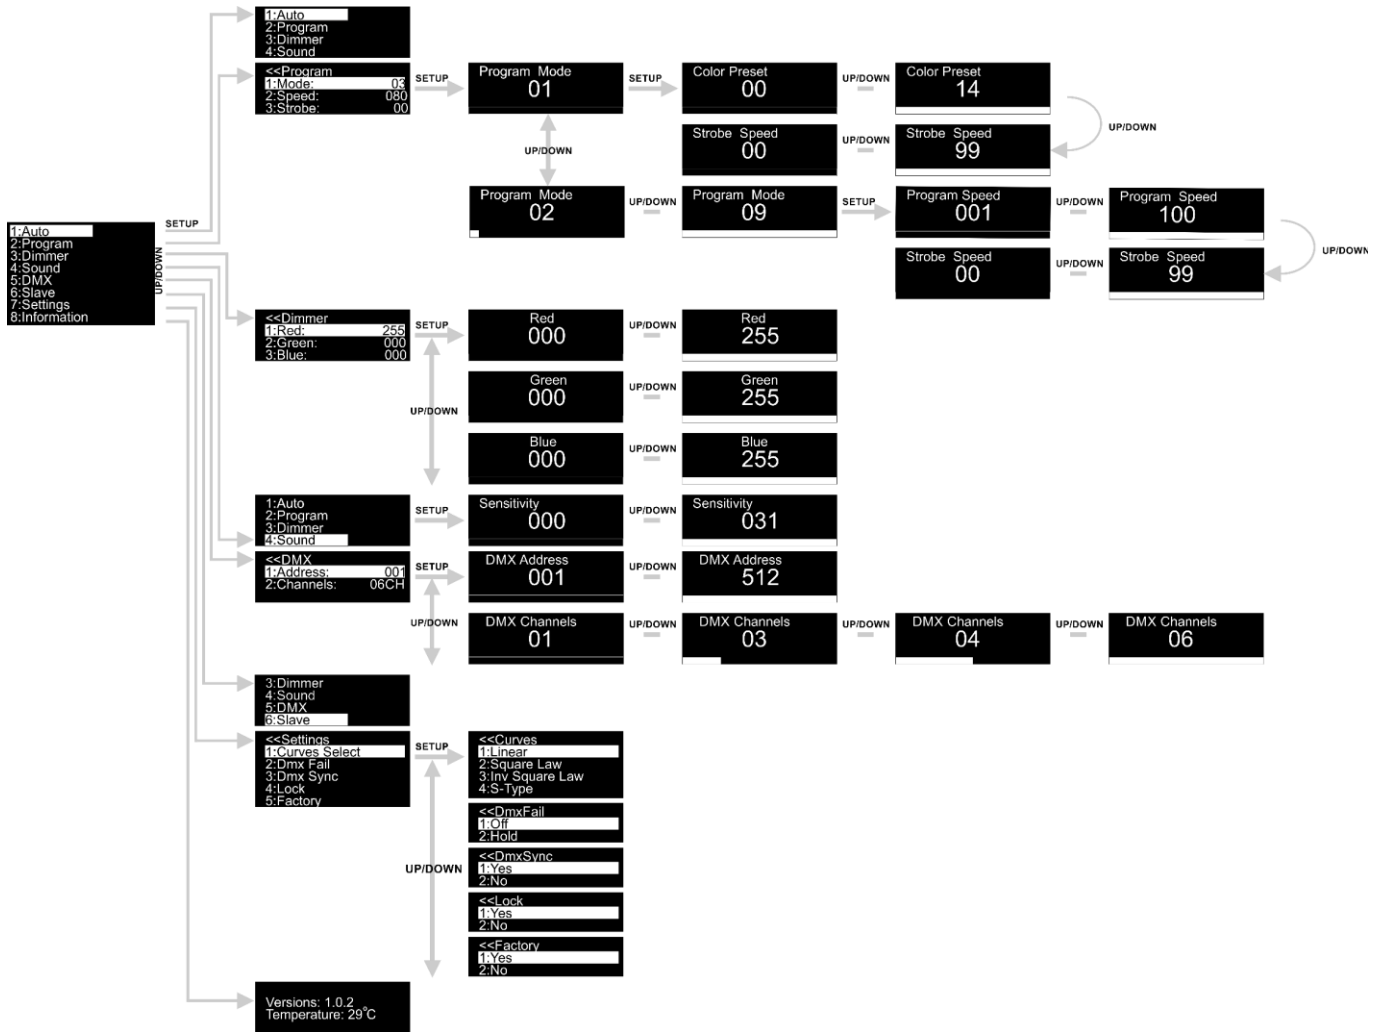 1:Auto
2:Program
3:Dimmer
4:Sound
<<Program
1:Mode: 03
2:Speed: 080
3:Strobe: 00
SETUP
Program Mode
01
SETUP
Color Preset
00
UP/DOWN
Color Preset
14
UP/DOWN
Strobe Speed
00
UP/DOWN
Strobe Speed
99
UP/DOWN
Program Mode
02
UP/DOWN
Program Mode
09
SETUP
Program Speed
001
UP/DOWN
Program Speed
100
UP/DOWN
Strobe Speed
00
UP/DOWN
Strobe Speed
99
1:Auto
2:Program
3:Dimmer
4:Sound
5:DMX
6:Slave
7:Settings
8:Information
SETUP
UP/DOWN
<<Dimmer
1:Red: 255
2:Green: 000
3:Blue: 000
SETUP
UP/DOWN
Red
000
UP/DOWN
Red
255
Green
000
UP/DOWN
Green
255
Blue
000
UP/DOWN
Blue
255
1:Auto
2:Program
3:Dimmer
4:Sound
SETUP
Sensitivity
000
UP/DOWN
Sensitivity
031
<<DMX
1:Address: 001
2:Channels: 06CH
SETUP
UP/DOWN
DMX Address
001
UP/DOWN
DMX Address
512
DMX Channels
01
UP/DOWN
DMX Channels
03
UP/DOWN
DMX Channels
04
UP/DOWN
DMX Channels
06
3:Dimmer
4:Sound
5:DMX
6:Slave
<<Settings
1:Curves Select
2:Dmx Fail
3:Dmx Sync
4:Lock
5:Factory
SETUP
UP/DOWN
<<Curves
1:Linear
2:Square Law
3:Inv Square Law
4:S-Type
<<DmxFail
1:Off
2:Hold
<<DmxSync
1:Yes
2:No
<<Lock
1:Yes
2:No
<<Factory
1:Yes
2:No
Versions: 1.0.2
Temperature: 29°C